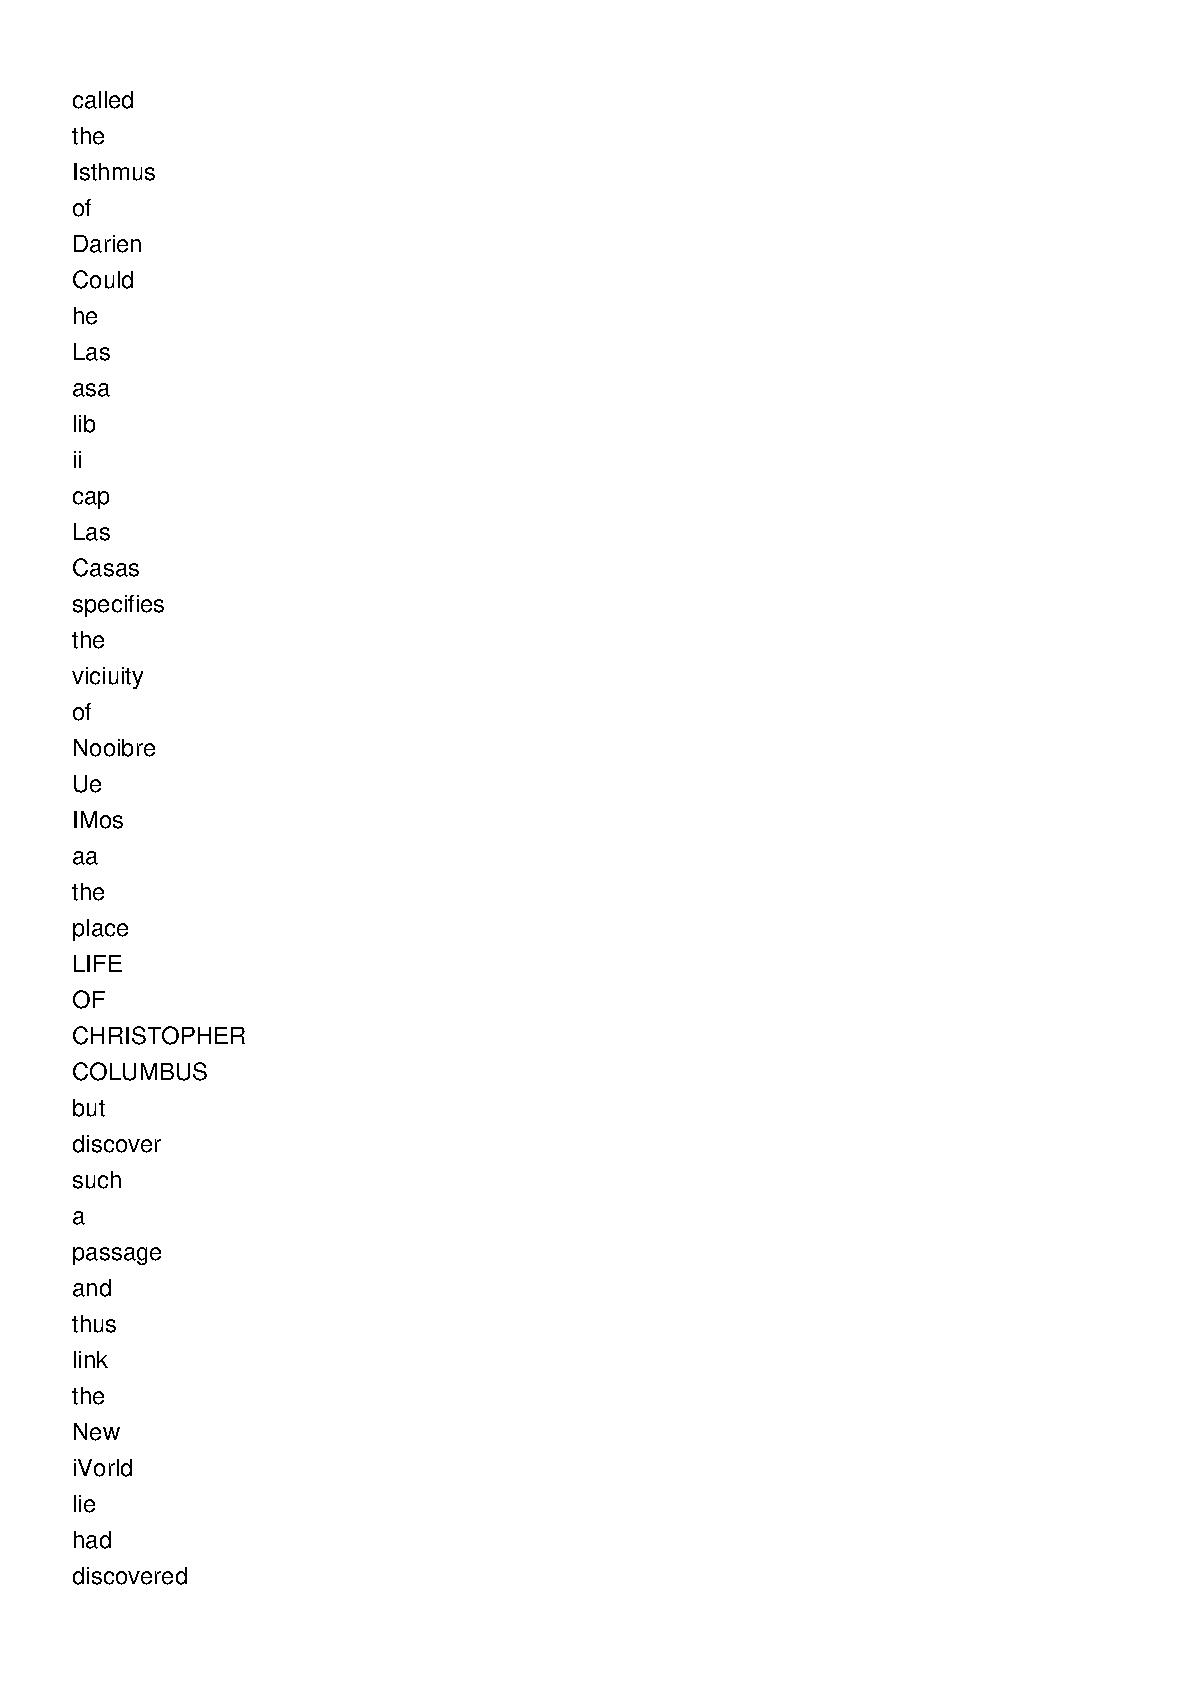 called
the
Isthmus
of
Darien
Could
he
Las
asa
lib
ii
cap
Las
Casas
specifies
the
viciuity
of
Nooibre
Ue
IMos
aa
the
place
LIFE
OF
CHRISTOPHER
COLUMBUS
but
discover
such
a
passage
and
thus
link
the
New
iVorld
lie
had
discovered